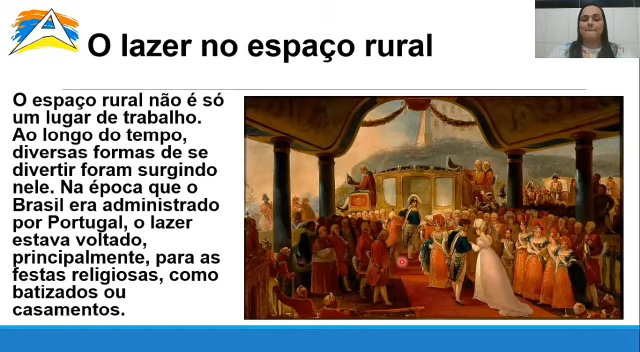 O lazer no espaço rural
O espaço rural não é só
um lugar de trabalho.
Ao longo do tempo,
diversas formas de se
divertir foram surgindo
nele. Na época que o
Brasil era administrado
por Portugal, o lazer
estava voltado,
principalmente, para as
festas religiosas, como
batizados ou
casamentos.